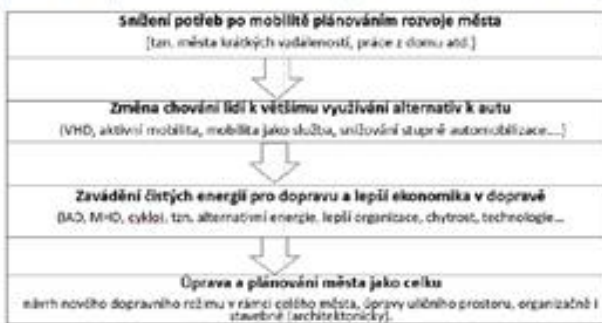 Snížení potřeb po mobilitě plánováním rozvoje města
(tzn. města krátkých vzdáleností, práce z domu atd.)
Změna chování lidí k většímu využívání alternativ k autu
(VHD, aktivní mobilita, mobilita jako služba, snižování stupně automobilizace....)
Zavádění čistých energií pro dopravu a lepší ekonomika v dopravě
(IAD, MHD, cyklo), tzn. alternativní energie, lepší organizace, chytrost, technologie...
Úprava a plánování města jako celku
návrh nového dopravního režimu v rámci celého města, úpravy uličního prostoru, organizačně i
stavebně (architektonicky).